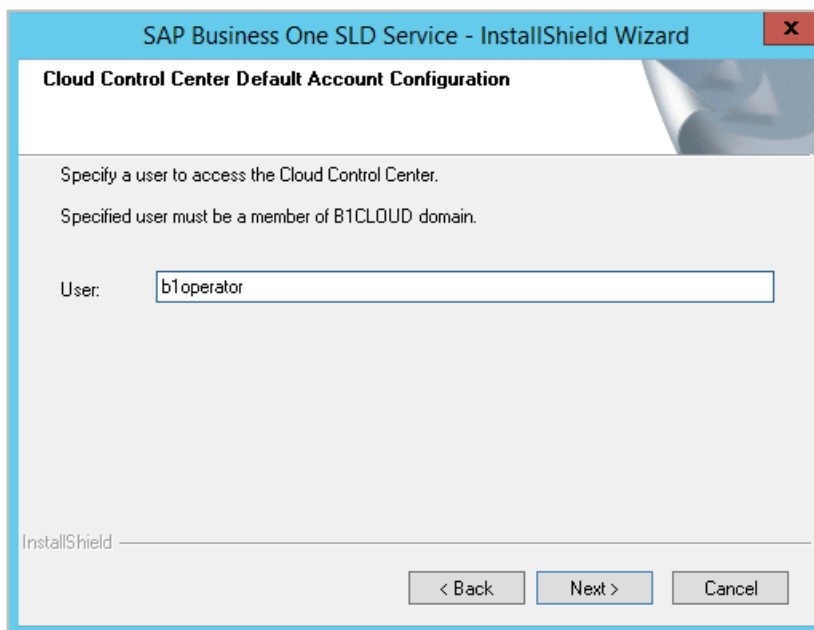 SAP Business One SLD Service - InstallShield Wizard
x
Cloud Control Center Default Account Configuration
Specify a user to access the Cloud Control Center.
Specified user must be a member of B1CLOUD domain.
User: b1operator
InstallShield
< Back Next > Cancel